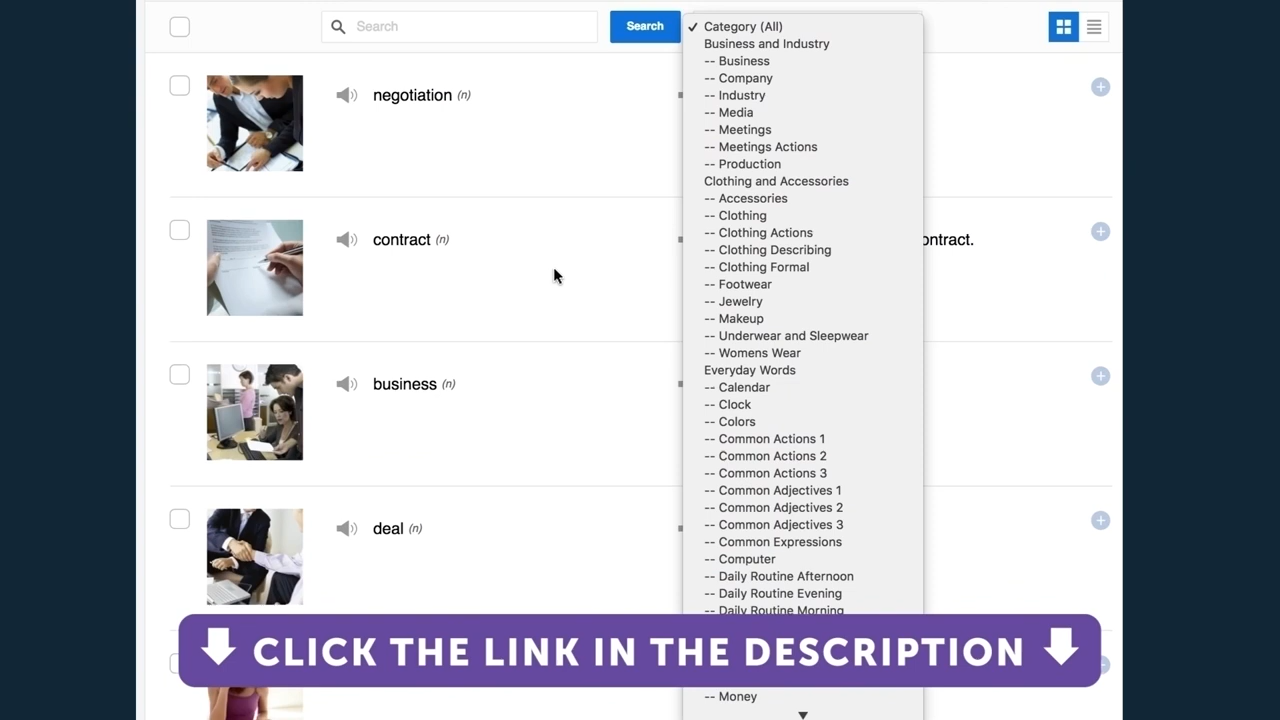 Search
Search
Category (All)
Business and Industry
-- Business
-- Company
-- Industry
-- Media
-- Meetings
-- Meetings Actions
-- Production
Clothing and Accessories
-- Accessories
-- Clothing
-- Clothing Actions
-- Clothing Describing
-- Clothing Formal
-- Footwear
-- Jewelry
-- Makeup
-- Underwear and Sleepwear
-- Womens Wear
Everyday Words
-- Calendar
-- Clock
-- Colors
-- Common Actions 1
-- Common Actions 2
-- Common Actions 3
-- Common Adjectives 1
-- Common Adjectives 2
-- Common Adjectives 3
-- Common Expressions
-- Computer
-- Daily Routine Afternoon
-- Daily Routine Evening
-- Daily Routine Morning
-- Money
negotiation (n)
contract (n)
ontract.
business (n)
deal (n)
CLICK THE LINK IN THE DESCRIPTION